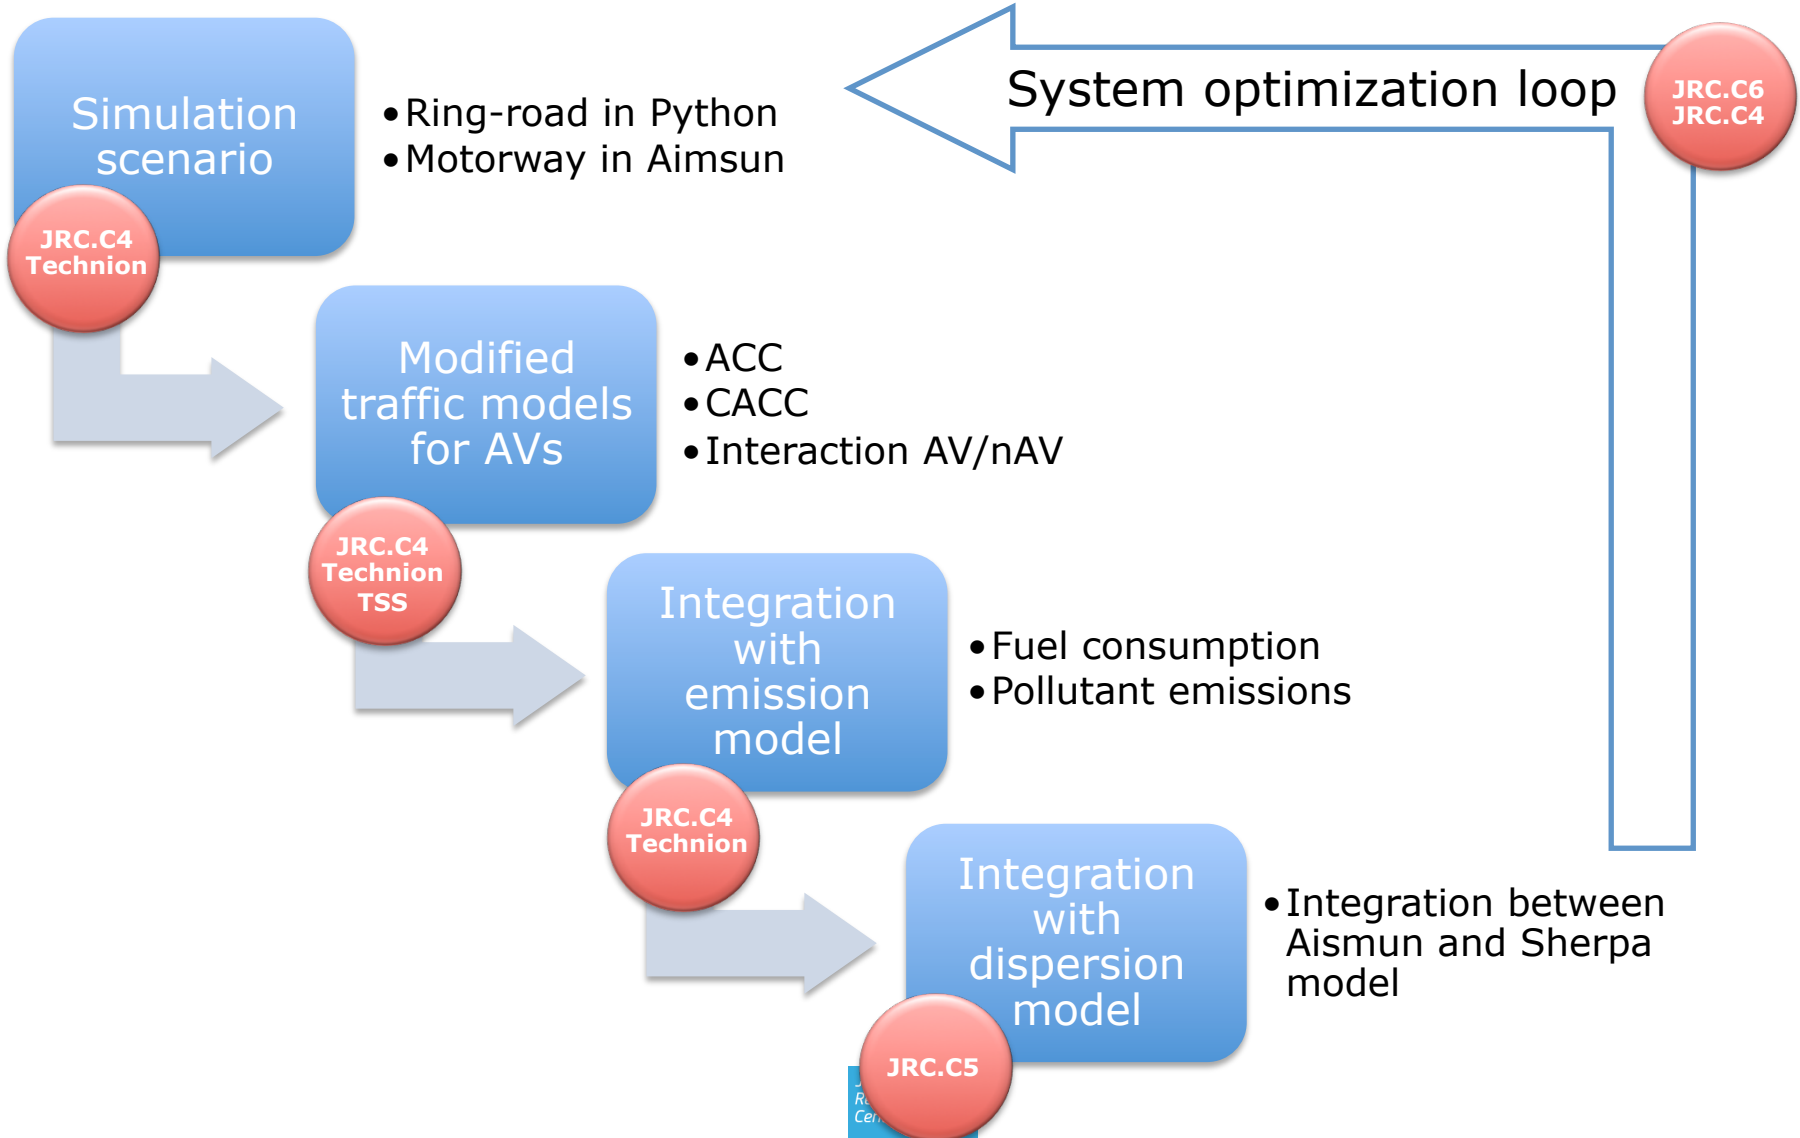 Simulation
scenario
• Ring-road in Python
• Motorway in Aimsun
System optimization loop
JRC.C6
JRC.C4
JRC.C4
Technion
Modified
traffic models
for AVs
• ACC
• CACC
• Interaction AV/nAV
JRC.C4
Technion
TSS
Integration
with
emission
model
• Fuel consumption
• Pollutant emissions
JRC.C4
Technion
Integration
with
dispersion
model
• Integration between
Aismun and Sherpa
model
JRC.C5